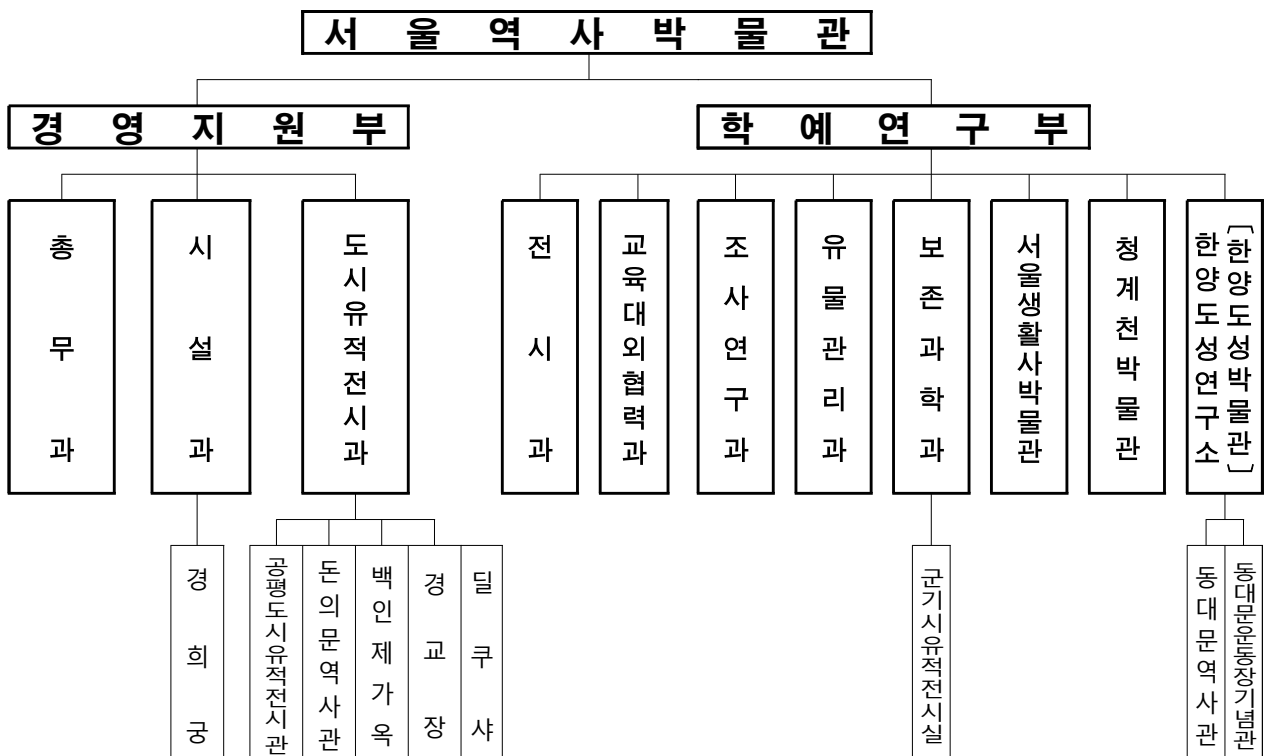 서울역사박물관
경영지원부
학예연구부
총무과
시설과
도시유적전시과
전시과
교육대외협력과
조사연구과
유물관리과
보존과학과
서울생활사박물관
청계천박물관
한양도성연구소
[한양도성박물관]
경희궁
공평도시유적전시관
돈의문역사관
백인제가옥
경교장
딜쿠샤
군기시유적전시실
동대문역사관
동대문운동장기념관